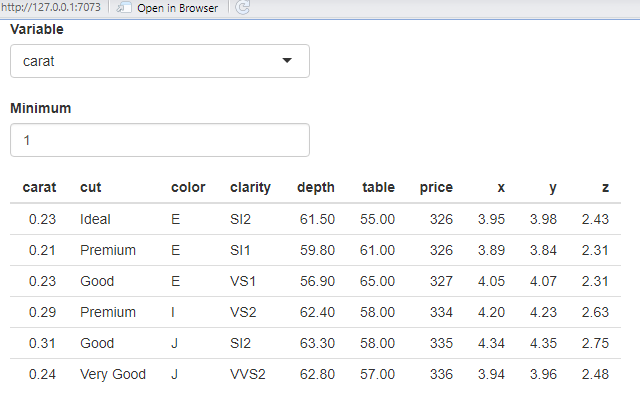 http://127.0.0.1:7073 Open in Browser
Variable
carat
Minimum
1
carat cut color clarity depth table price x y z
0.23 Ideal E SI2 61.50 55.00 326 3.95 3.98 2.43
0.21 Premium E SI1 59.80 61.00 326 3.89 3.84 2.31
0.23 Good E VS1 56.90 65.00 327 4.05 4.07 2.31
0.29 Premium I VS2 62.40 58.00 334 4.20 4.23 2.63
0.31 Good J SI2 63.30 58.00 335 4.34 4.35 2.75
0.24 Very Good J VVS2 62.80 57.00 336 3.94 3.96 2.48